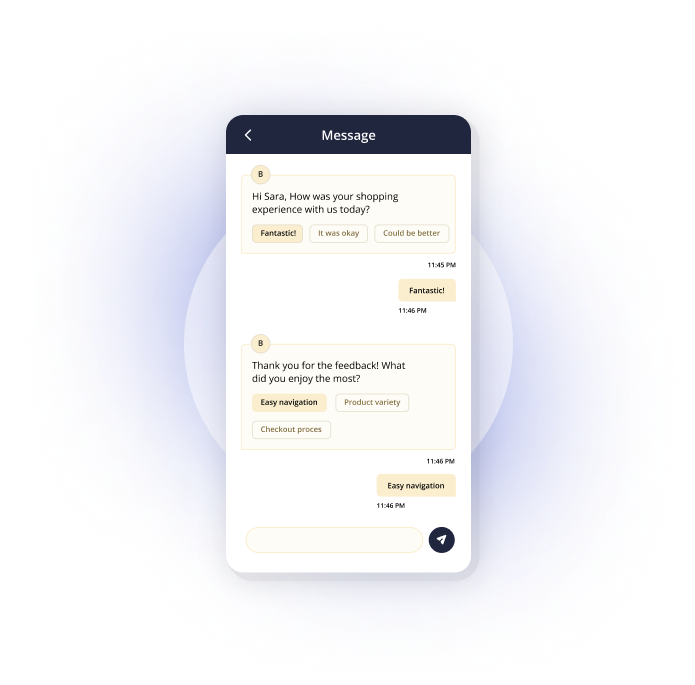 Message
B
Hi Sara, How was your shopping
experience with us today?
Fantastic! It was okay Could be better
11:45 PM
Fantastic!
11:46 PM
B
Thank you for the feedback! What
did you enjoy the most?
Easy navigation Product variety
Checkout proces
11:46 PM
Easy navigation
11:46 PM